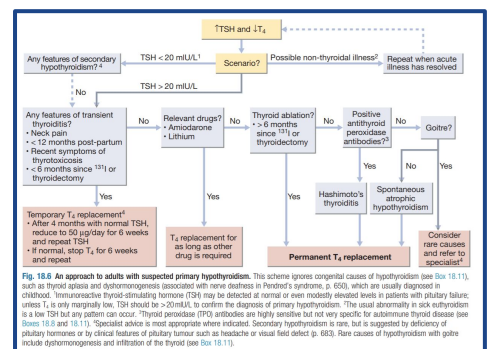 ↑TSH and ↓T4
Any features of secondary
hypothyroidism? 4
TSH < 20 mIU/L1
Scenario?
Possible non-thyroidal illness2
Repeat when acute
illness has resolved
No
TSH > 20 mIU/L
Any features of transient
thyroiditis?
• Neck pain
• < 12 months post-partum
• Recent symptoms of
thyrotoxicosis
• < 6 months since 131I or
thyroidectomy
No
Relevant drugs?
• Amiodarone
• Lithium
No
Thyroid ablation?
• > 6 months
since 131I or
thyroidectomy
No
Positive
antithyroid
peroxidase
antibodies?3
No
Goitre?
Yes
Yes
Yes
Yes
No
Yes
Hashimoto's
thyroiditis
Spontaneous
atrophic
hypothyroidism
Temporary T4 replacement4
• After 4 months with normal TSH,
reduce to 50 µg/day for 6 weeks
and repeat TSH
• If normal, stop T4 for 6 weeks
and repeat
T4 replacement for
as long as other
drug is required
Permanent T4 replacement
Consider
rare causes
and refer to
specialist4
Fig. 18.6 An approach to adults with suspected primary hypothyroidism. This scheme ignores congenital causes of hypothyroidism (see Box 18.11),
such as thyroid aplasia and dyshormonogenesis (associated with nerve deafness in Pendred's syndrome, p. 650), which are usually diagnosed in
childhood. 1Immunoreactive thyroid-stimulating hormone (TSH) may be detected at normal or even modestly elevated levels in patients with pituitary failure;
unless T4 is only marginally low, TSH should be > 20 mIU/L to confirm the diagnosis of primary hypothyroidism. 2The usual abnormality in sick euthyroidism
is a low TSH but any pattern can occur. 3Thyroid peroxidase (TPO) antibodies are highly sensitive but not very specific for autoimmune thyroid disease (see
Boxes 18.8 and 18.11). 4Specialist advice is most appropriate where indicated. Secondary hypothyroidism is rare, but is suggested by deficiency of
pituitary hormones or by clinical features of pituitary tumour such as headache or visual field defect (p. 683). Rare causes of hypothyroidism with goitre
include dyshormonogenesis and infiltration of the thyroid (see Box 18.11).